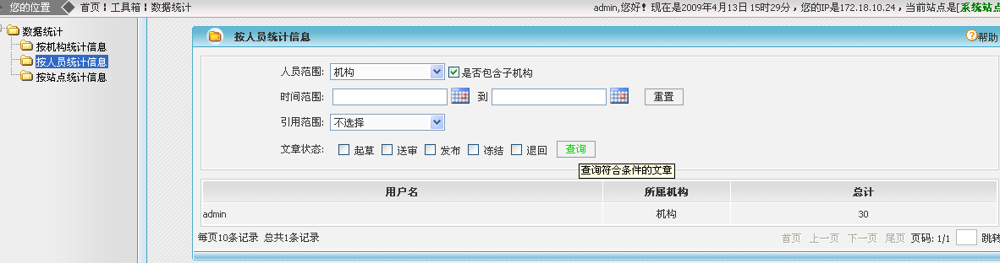 您的位置 首页 ¦ 工具箱 ¦ 数据统计 admin,您好！现在是2009年4月13日 15时29分，您的IP是172.18.10.24，当前站点是[系统站点
数据统计
按机构统计信息
按人员统计信息
按站点统计信息
按人员统计信息 帮助
人员范围: 机构 是否包含子机构
时间范围: 到 重置
引用范围: 不选择
文章状态: 起草 送审 发布 冻结 退回 查询
查询符合条件的文章
用户名 所属机构 总计
admin 机构 30
每页10条记录 总共1条记录 首页 上一页 下一页 尾页 页码: 1/1 跳转